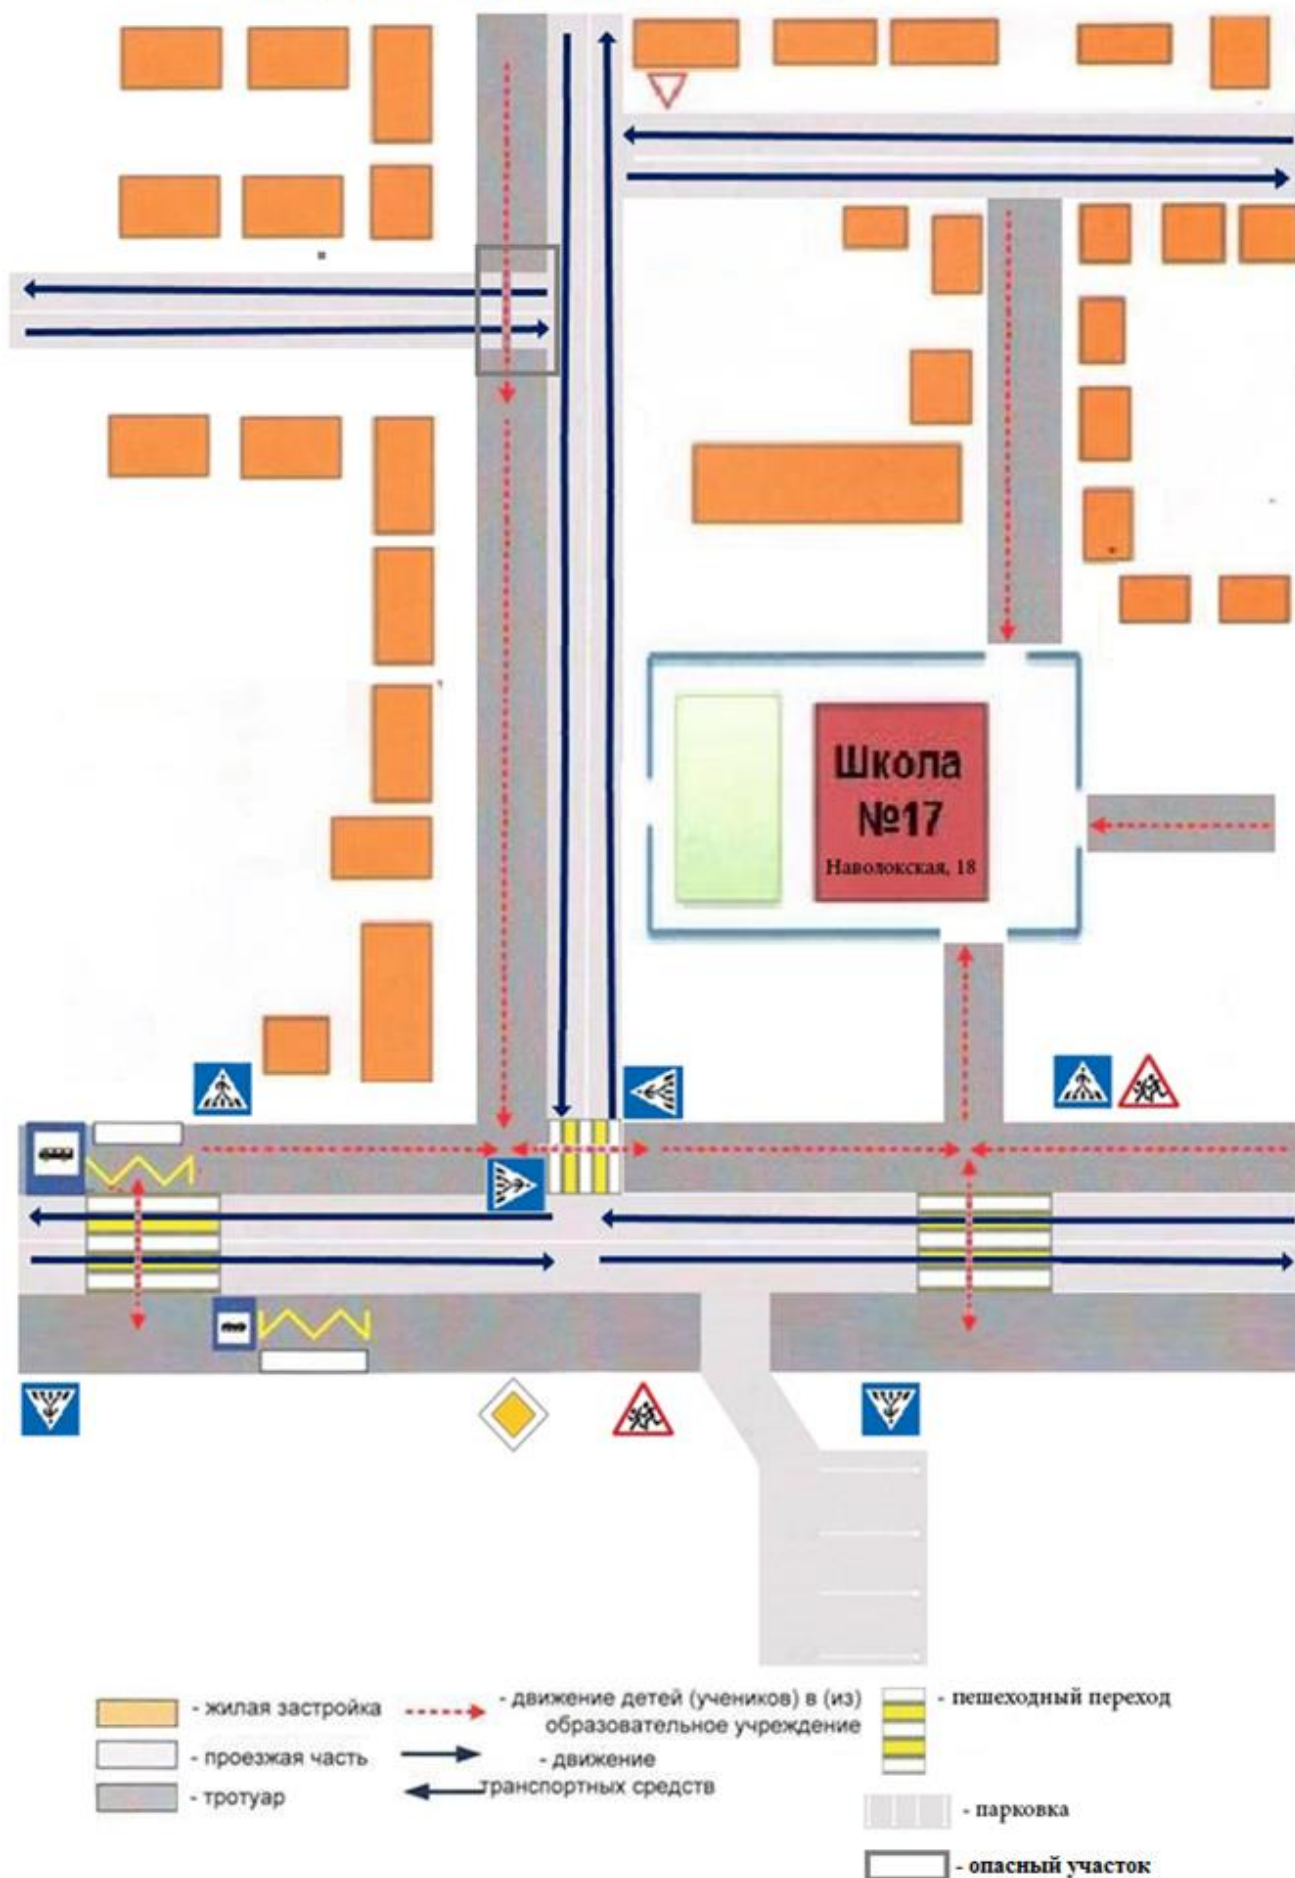 Школа
№17
Наволокская, 18
- жилая застройка
- проезжая часть
- тротуар
- движение детей (учеников) в (из)
образовательное учреждение
- движение
транспортных средств
- пешеходный переход
- парковка
- опасный участок